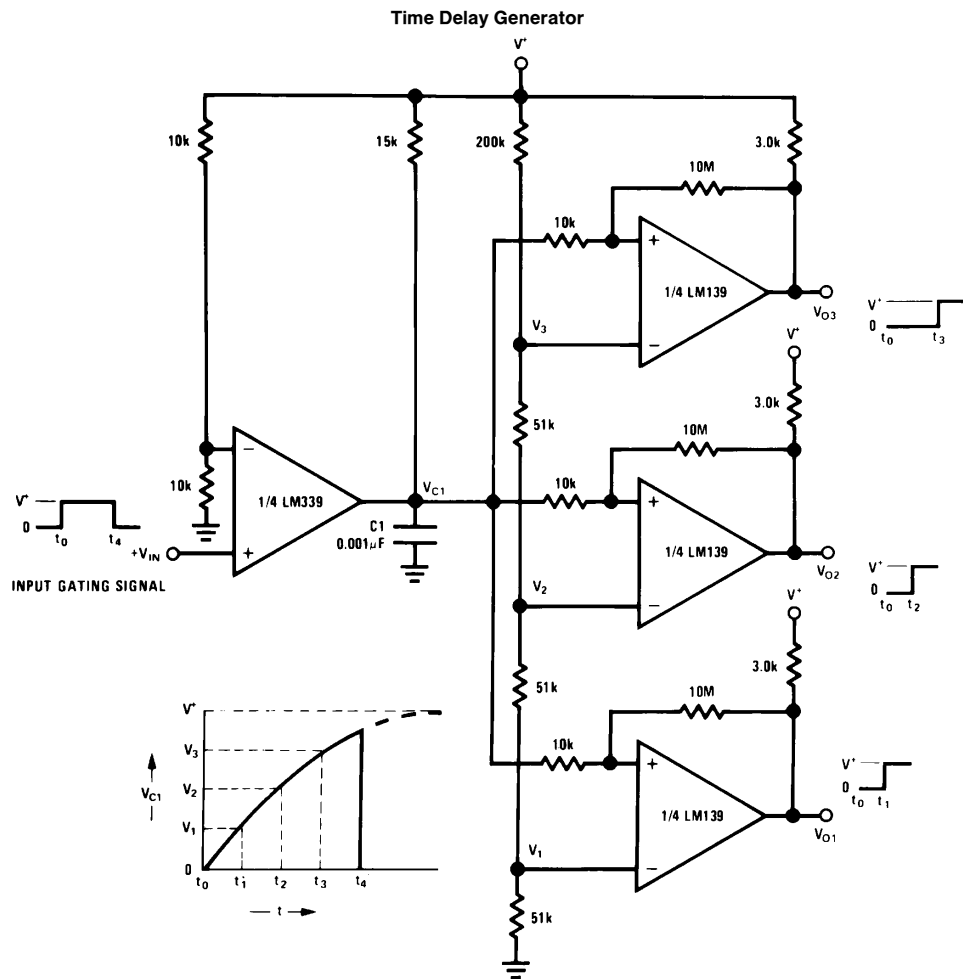 Time Delay Generator
V+
10k
15k
200k
3.0k
10M
10k
+
1/4 LM139
−
V3
VO3
V+
0
t0
t3
V+
3.0k
51k
10M
10k
+
1/4 LM139
−
V2
VO2
V+
0
t0
t2
−
10k
1/4 LM339
+
VC1
C1
0.001μF
V+
0
t0
t4
+VIN
INPUT GATING SIGNAL
V+
3.0k
51k
10M
10k
+
1/4 LM139
−
V1
VO1
V+
0
t0
t1
51k
V+
V3
VC1
V2
V1
0
t0
t1
t2
t3
t4
t